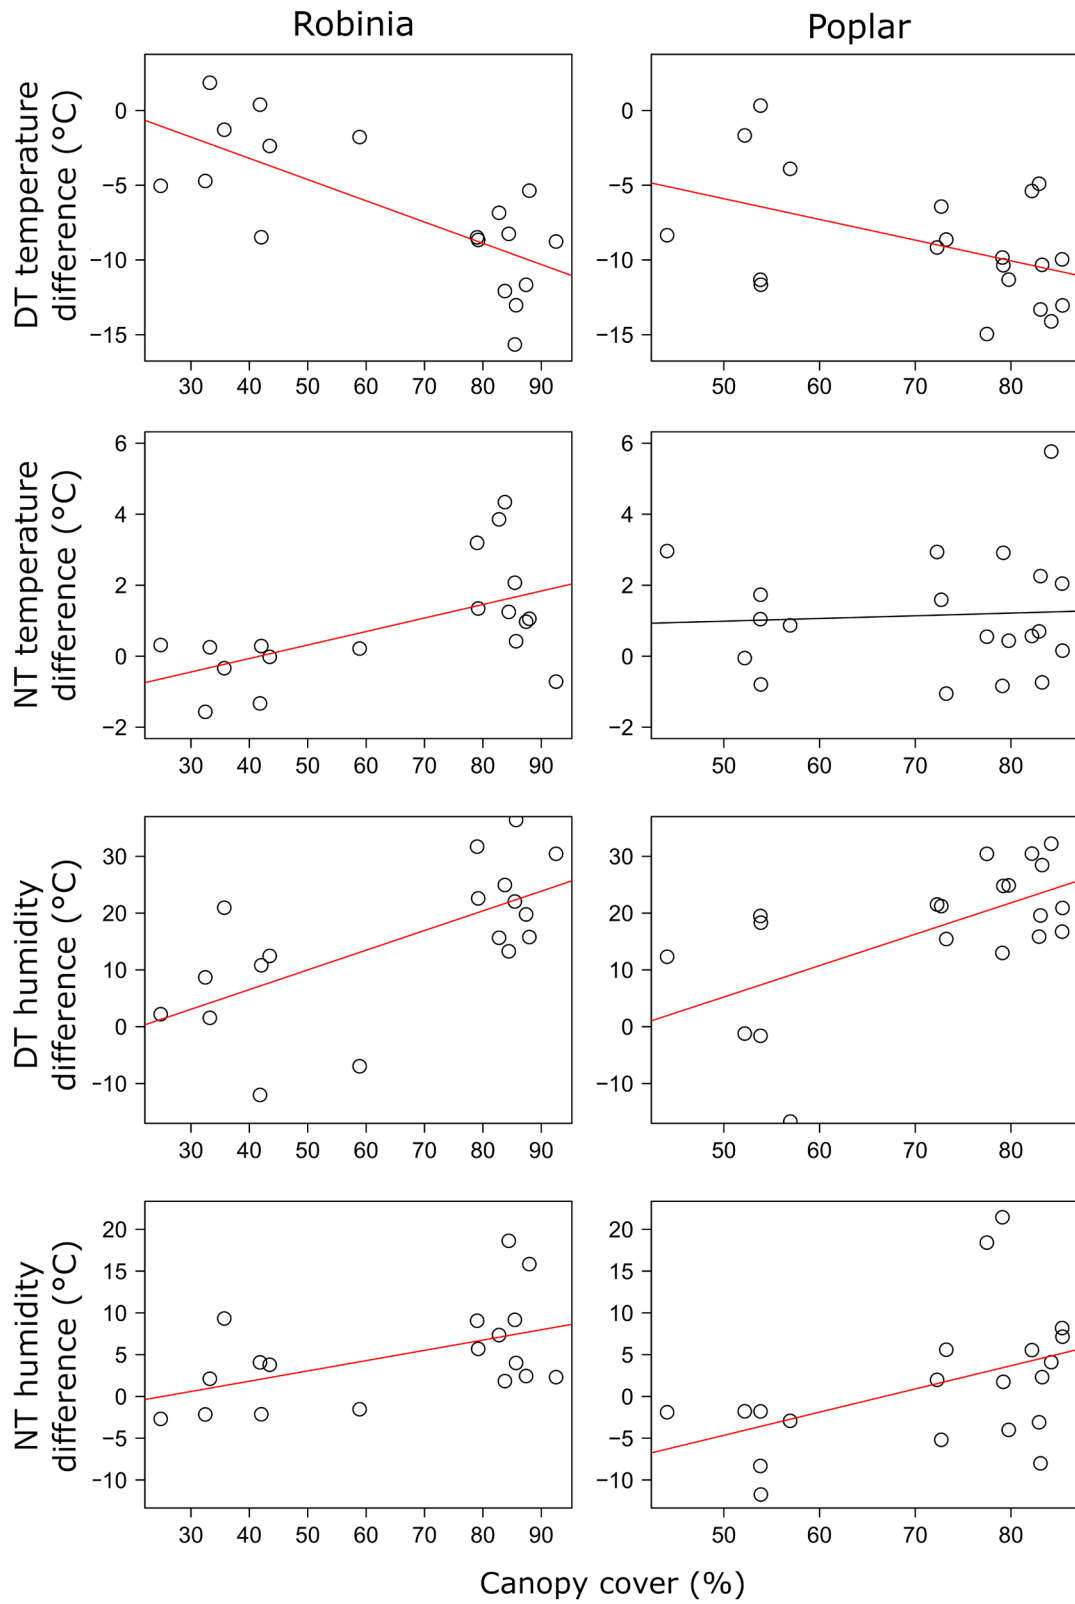 Robinia Poplar
DT temperature
difference (°C)
0
−5
−10
−15
30 40 50 60 70 80 90
0
−5
−10
−15
50 60 70 80
NT temperature
difference (°C)
6
4
2
0
−2
30 40 50 60 70 80 90
6
4
2
0
−2
50 60 70 80
DT humidity
difference (°C)
30
20
10
0
−10
30 40 50 60 70 80 90
30
20
10
0
−10
50 60 70 80
NT humidity
difference (°C)
20
15
10
5
0
−5
−10
30 40 50 60 70 80 90
20
15
10
5
0
−5
−10
50 60 70 80
Canopy cover (%)